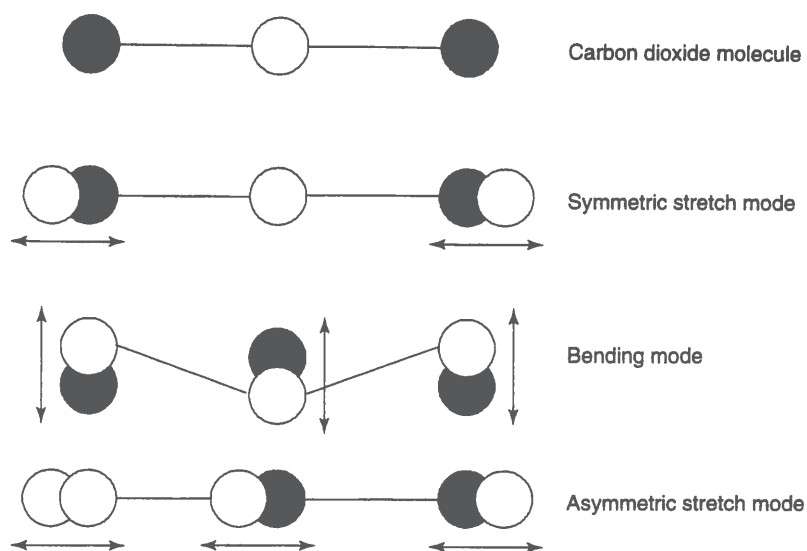 Carbon dioxide molecule
Symmetric stretch mode
Bending mode
Asymmetric stretch mode